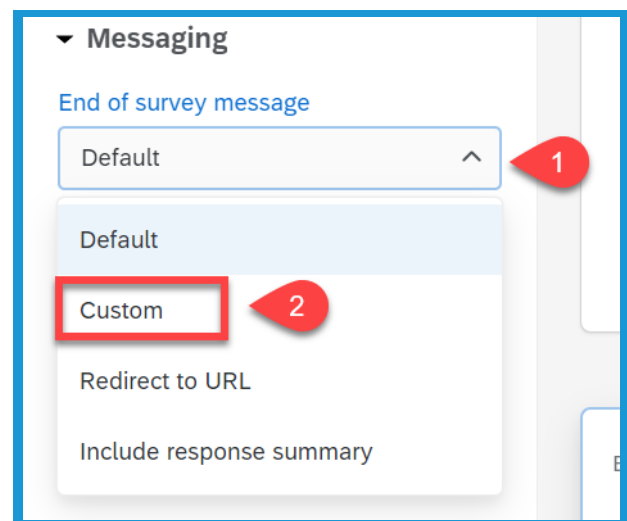 Messaging
End of survey message
Default
1
Default
Custom
2
Redirect to URL
Include response summary